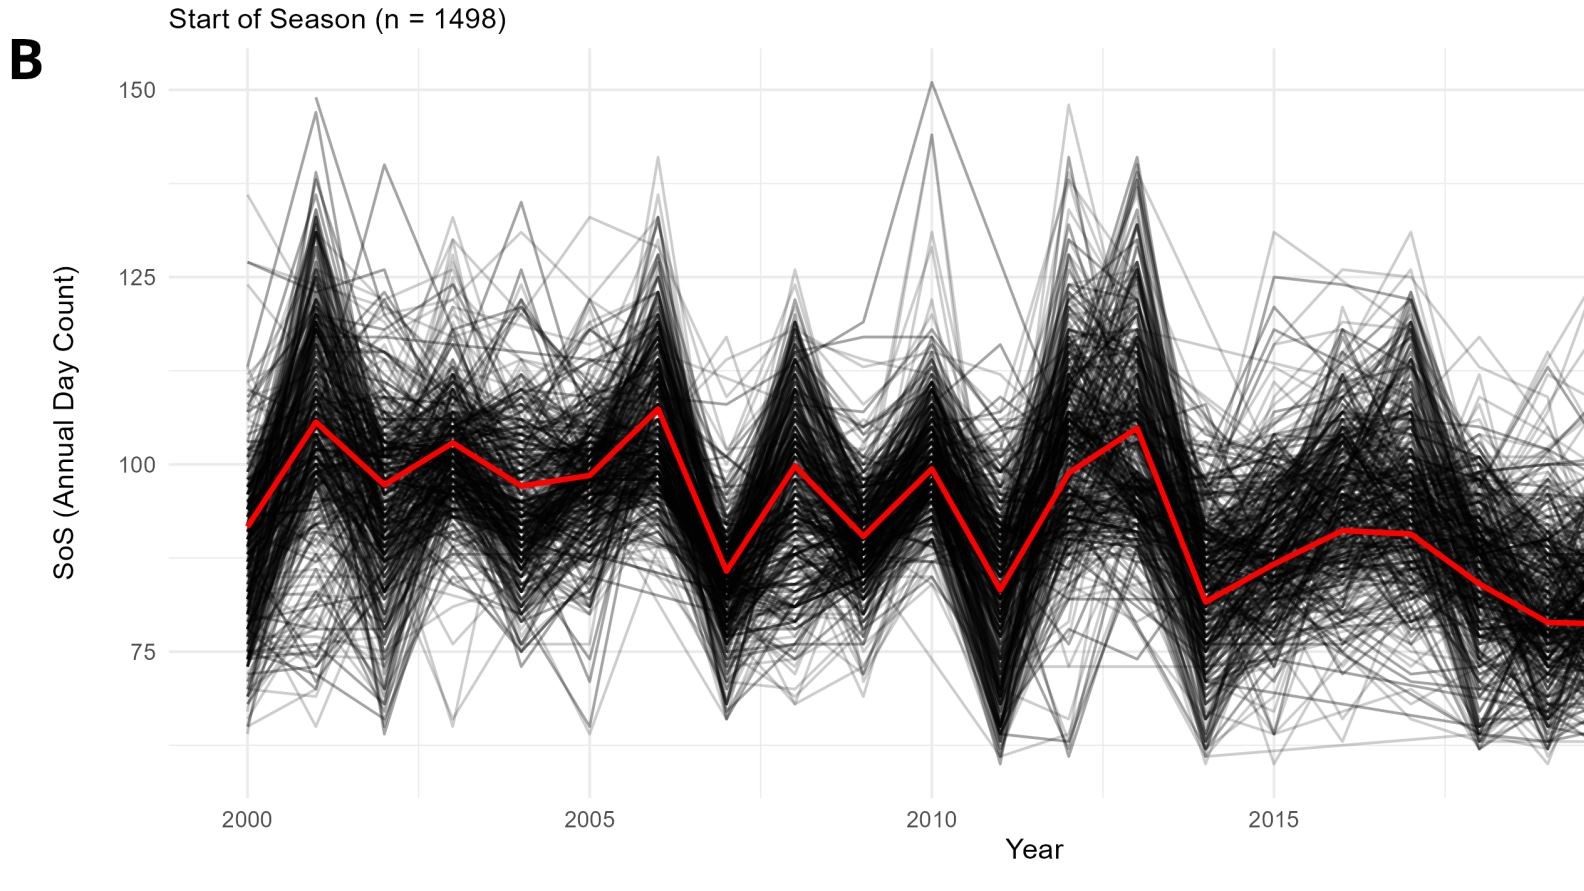 Start of Season (n = 1498)
B
150
125
100
75
SoS (Annual Day Count)
2000
2005
2010
2015
Year